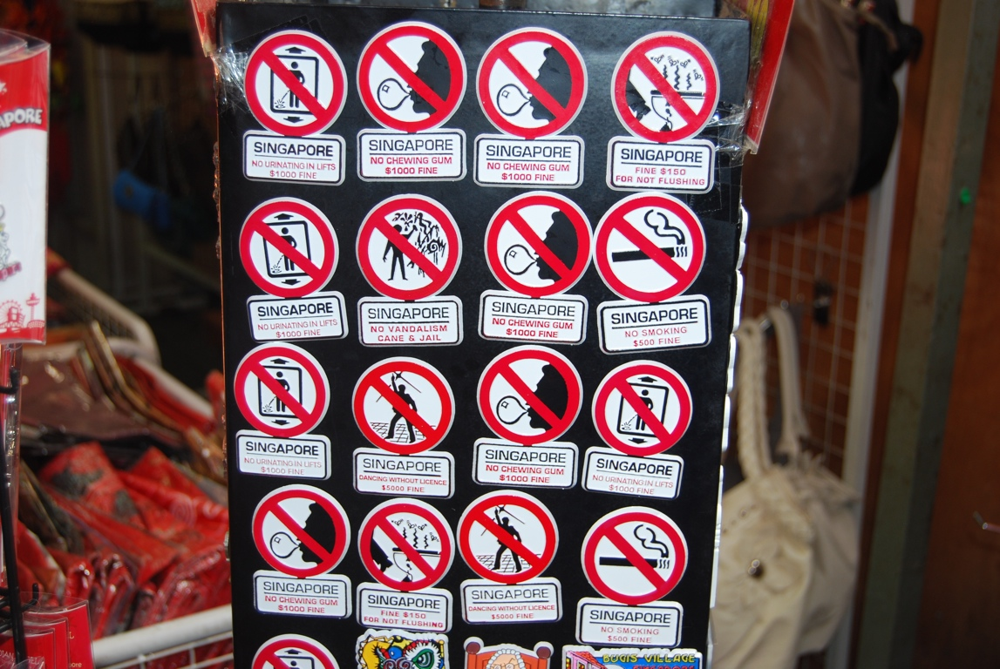 APORE
SINGAPORE
NO URINATING IN LIFTS
$1000 FINE
SINGAPORE
NO CHEWING GUM
$1000 FINE
SINGAPORE
NO CHEWING GUM
$1000 FINE
SINGAPORE
FINE $150
FOR NOT FLUSHING
SINGAPORE
NO URINATING IN LIFTS
$1000 FINE
SINGAPORE
NO VANDALISM
CANE & JAIL
SINGAPORE
NO CHEWING GUM
$1000 FINE
SINGAPORE
NO SMOKING
$500 FINE
SINGAPORE
NO URINATING IN LIFTS
$1000 FINE
SINGAPORE
DANCING WITHOUT LICENCE
$5000 FINE
SINGAPORE
NO CHEWING GUM
$1000 FINE
SINGAPORE
NO URINATING IN LIFTS
$1000 FINE
SINGAPORE
NO CHEWING GUM
$1000 FINE
SINGAPORE
FINE $150
FOR NOT FLUSHING
SINGAPORE
DANCING WITHOUT LICENCE
$5000 FINE
SINGAPORE
NO SMOKING
$500 FINE
BUGIS VILLAGE